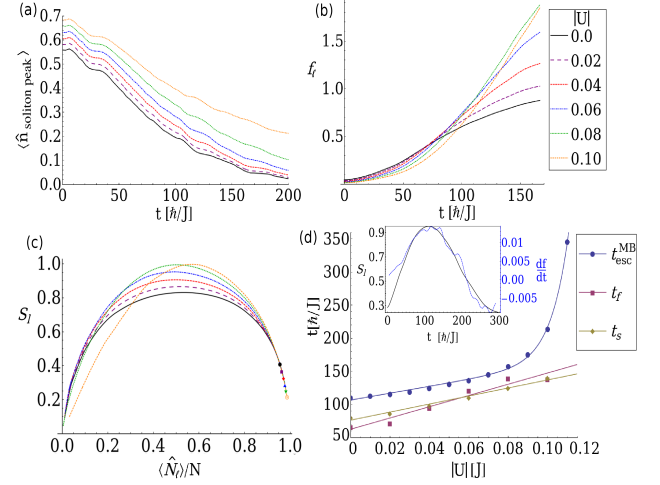 (a)
0.7
0.6
0.5
0.4
0.3
0.2
0.1
0.0
⟨n̂ soliton peak⟩
0 50 100 150 200
t [ħ/J]
(b)
1.5
1.0
0.5
fℓ
0 50 100 150
t [ħ/J]
|U|
0.0
0.02
0.04
0.06
0.08
0.10
(c)
1.0
0.8
0.6
0.4
0.2
Sl
0.0 0.2 0.4 0.6 0.8 1.0
⟨N̂ℓ⟩/N
(d)
350
300
250
200
150
100
50
t[ħ/J]
0 0.02 0.04 0.06 0.08 0.10 0.12
|U| [J]
0.9
0.7
0.5
0.3
Sl
0 100 200 300
t [ħ/J]
0.010
0.005
0.00
−0.005
df/dt
t_esc^MB
t_f
t_s